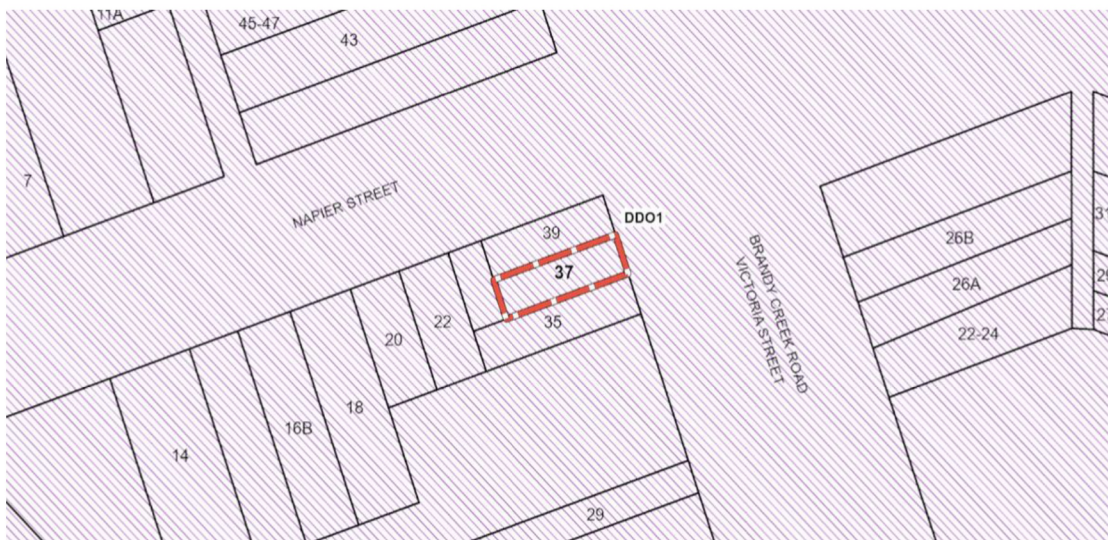 11A
45-47
43
7
NAPIER STREET
39
DDO1
37
35
BRANDY CREEK ROAD
VICTORIA STREET
26B
26A
22-24
22
20
18
16B
14
29